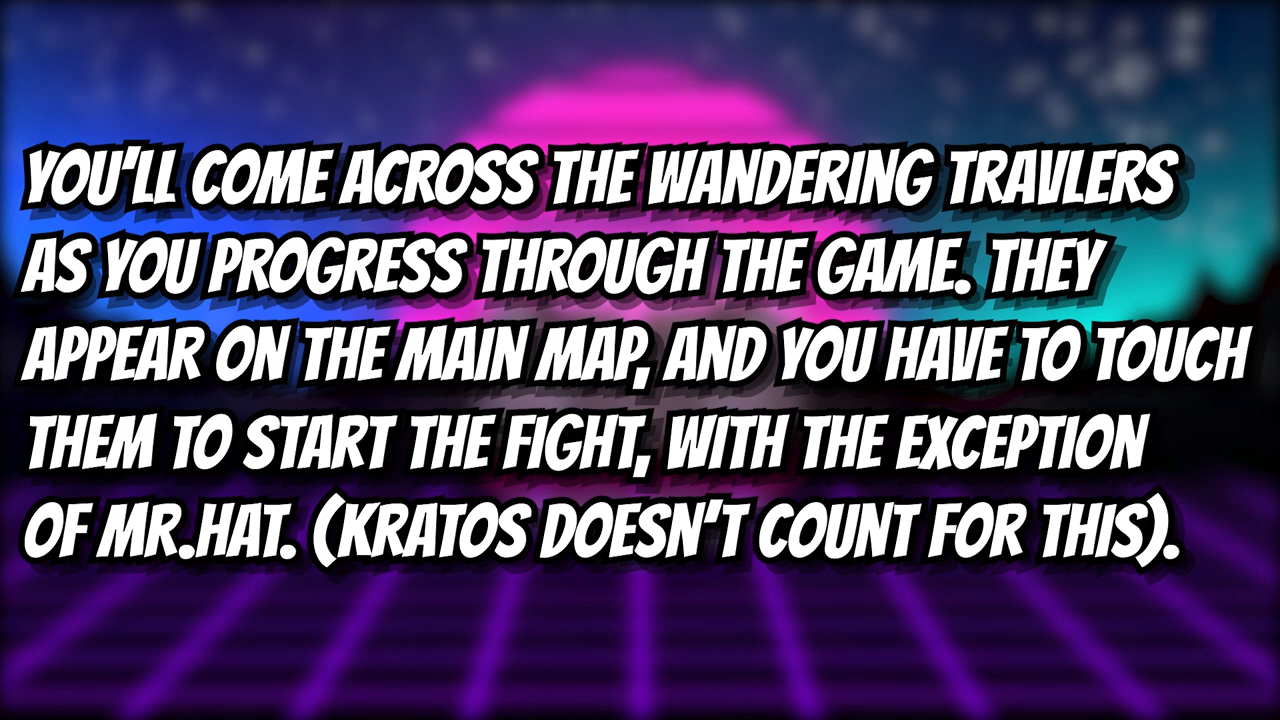 YOU'LL COME ACROSS THE WANDERING TRAVLERS
AS YOU PROGRESS THROUGH THE GAME. THEY
APPEAR ON THE MAIN MAP, AND YOU HAVE TO TOUCH
THEM TO START THE FIGHT, WITH THE EXCEPTION
OF MR.HAT. (KRATOS DOESN'T COUNT FOR THIS).